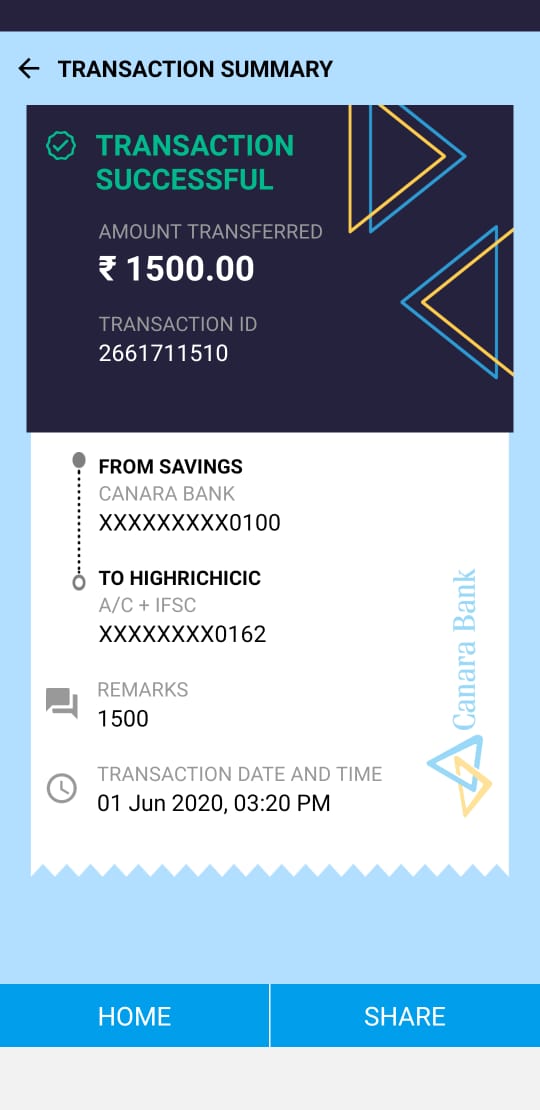 TRANSACTION SUMMARY
TRANSACTION
SUCCESSFUL
AMOUNT TRANSFERRED
₹ 1500.00
TRANSACTION ID
2661711510
FROM SAVINGS
CANARA BANK
XXXXXXXXX0100
TO HIGHRICHICIC
A/C + IFSC
XXXXXXXX0162
REMARKS
1500
TRANSACTION DATE AND TIME
01 Jun 2020, 03:20 PM
Canara Bank
HOME
SHARE